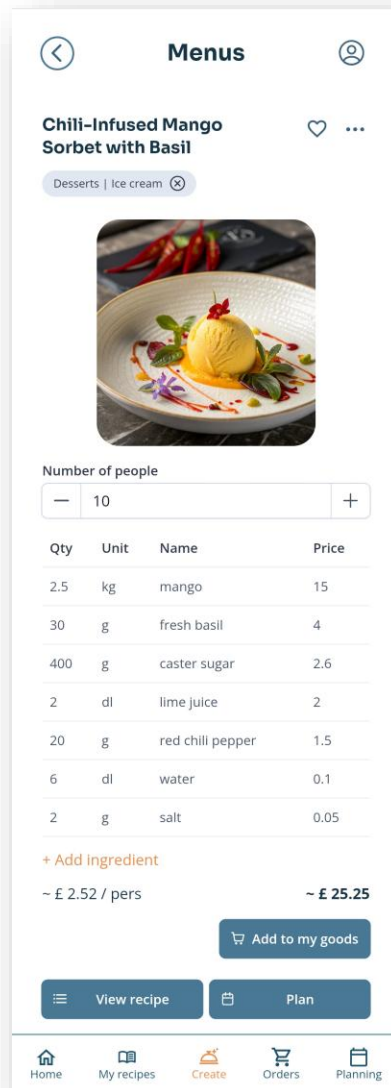 Menus
Chili-Infused Mango
Sorbet with Basil
Desserts | Ice cream
Number of people
10
Qty Unit Name Price
2.5 kg mango 15
30 g fresh basil 4
400 g caster sugar 2.6
2 dl lime juice 2
20 g red chili pepper 1.5
6 dl water 0.1
2 g salt 0.05
+ Add ingredient
~ £ 2.52 / pers ~ £ 25.25
Add to my goods
View recipe Plan
Home My recipes Create Orders Planning